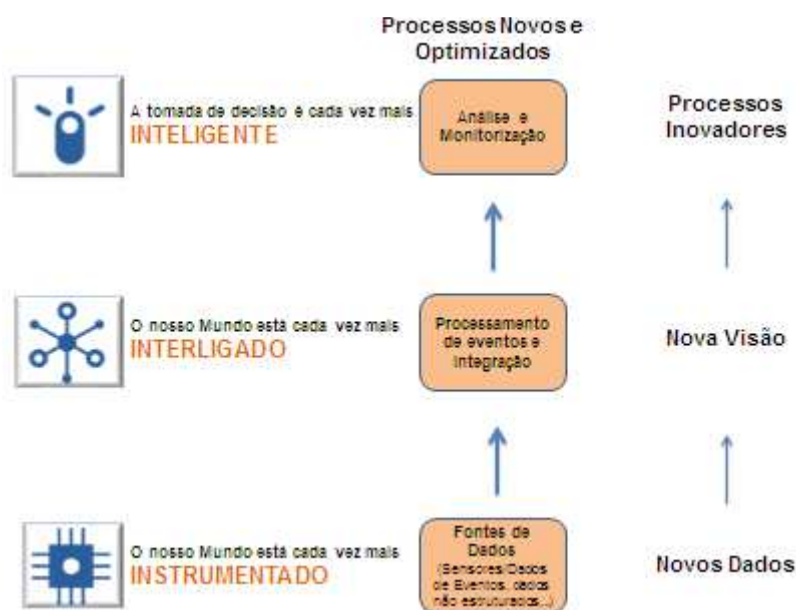 Processos Novos e
Optimizados
A tomada de decisão é cada vez mais
INTELIGENTE
Análise e
Monitorização
Processos
Inovadores
O nosso Mundo está cada vez mais
INTERLIGADO
Processamento
de eventos e
Integração
Nova Visão
O nosso Mundo está cada vez mais
INSTRUMENTADO
Fontes de
Dados
(Sensores/Dados
de Eventos, dados
não estruturados...)
Novos Dados